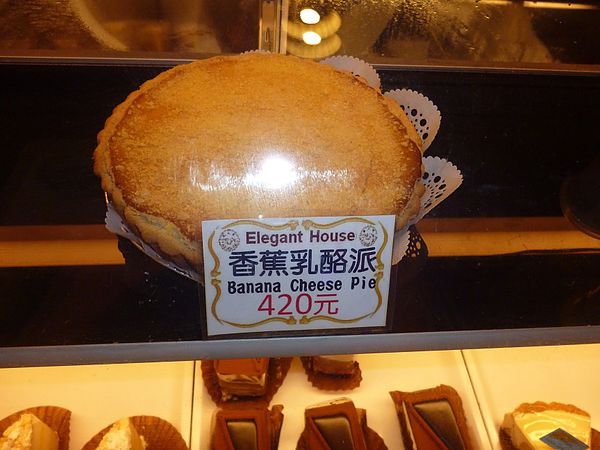 Elegant House
香蕉乳酪派
Banana Cheese Pie
420元